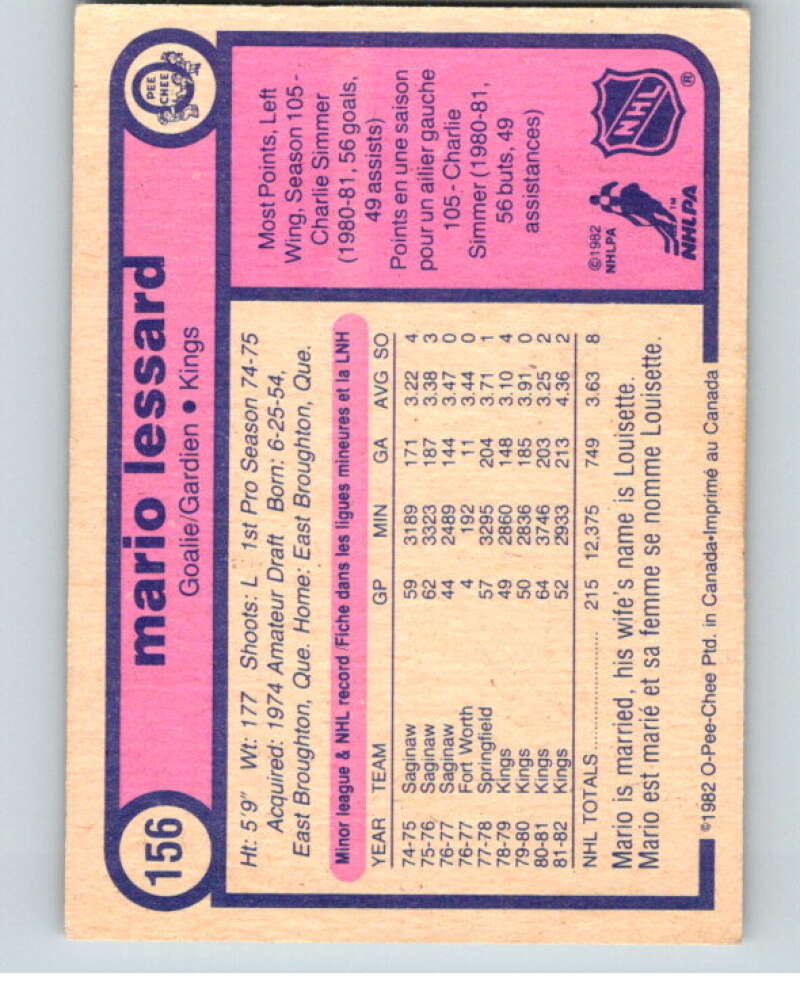 156
mario lessard
Goalie/Gardien • Kings
O
PEE
CHEE
Ht: 5'9" Wt: 177 Shoots: L 1st Pro Season 74-75
Acquired: 1974 Amateur Draft Born: 6-25-54,
East Broughton, Que. Home: East Broughton, Que.
Minor league & NHL record/Fiche dans les ligues mineures et la LNH
YEAR TEAM GP MIN GA AVG SO
74-75 Saginaw 59 3189 171 3.22 4
75-76 Saginaw 62 3323 187 3.38 3
76-77 Saginaw 44 2489 144 3.47 0
76-77 Fort Worth 4 192 11 3.44 0
77-78 Springfield 57 3295 204 3.71 1
78-79 Kings 49 2860 148 3.10 4
79-80 Kings 50 2836 185 3.91 0
80-81 Kings 64 3746 203 3.25 2
81-82 Kings 52 2933 213 4.36 2
NHL TOTALS .................. 215 12,375 749 3.63 8
Mario is married, his wife's name is Louisette.
Mario est marié et sa femme se nomme Louisette.
Most Points, Left
Wing, Season 105 -
Charlie Simmer
(1980-81, 56 goals,
49 assists)
Points en une saison
pour un ailier gauche
105 - Charlie
Simmer (1980-81,
56 buts, 49
assistances)
©1982
NHLPA
NHLPA™
NHL®
©1982 O-Pee-Chee Ptd. in Canada•Imprimé au Canada